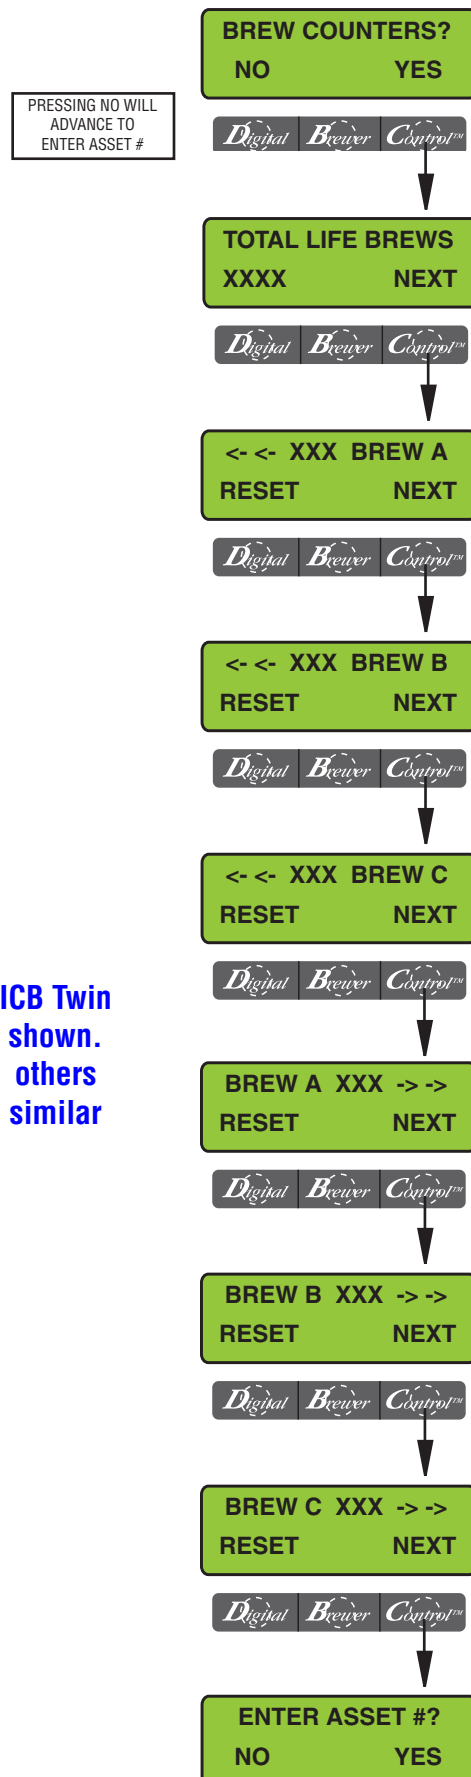 BREW COUNTERS?
NO YES
PRESSING NO WILL
ADVANCE TO
ENTER ASSET #
Digital Brewer Control™
TOTAL LIFE BREWS
XXXX NEXT
Digital Brewer Control™
<- <- XXX BREW A
RESET NEXT
Digital Brewer Control™
<- <- XXX BREW B
RESET NEXT
Digital Brewer Control™
<- <- XXX BREW C
RESET NEXT
Digital Brewer Control™
ICB Twin
shown.
others
similar
BREW A XXX -> ->
RESET NEXT
Digital Brewer Control™
BREW B XXX -> ->
RESET NEXT
Digital Brewer Control™
BREW C XXX -> ->
RESET NEXT
Digital Brewer Control™
ENTER ASSET #?
NO YES